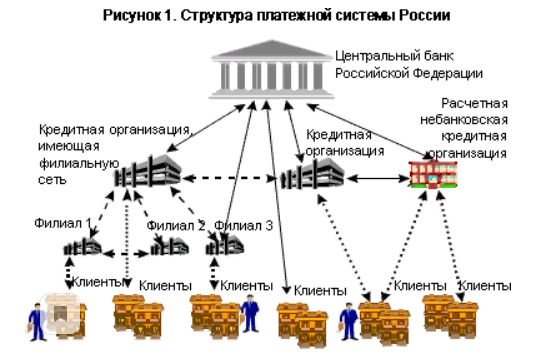 Рисунок 1. Структура платежной системы России
Центральный банк
Российской Федерации
Кредитная организация,
имеющая
филиальную
сеть
Кредитная
организация
Расчетная
небанковская
кредитная
организация
Филиал 1
Филиал 2
Филиал 3
Клиенты
Клиенты
Клиенты
Клиенты
Клиенты
Клиенты